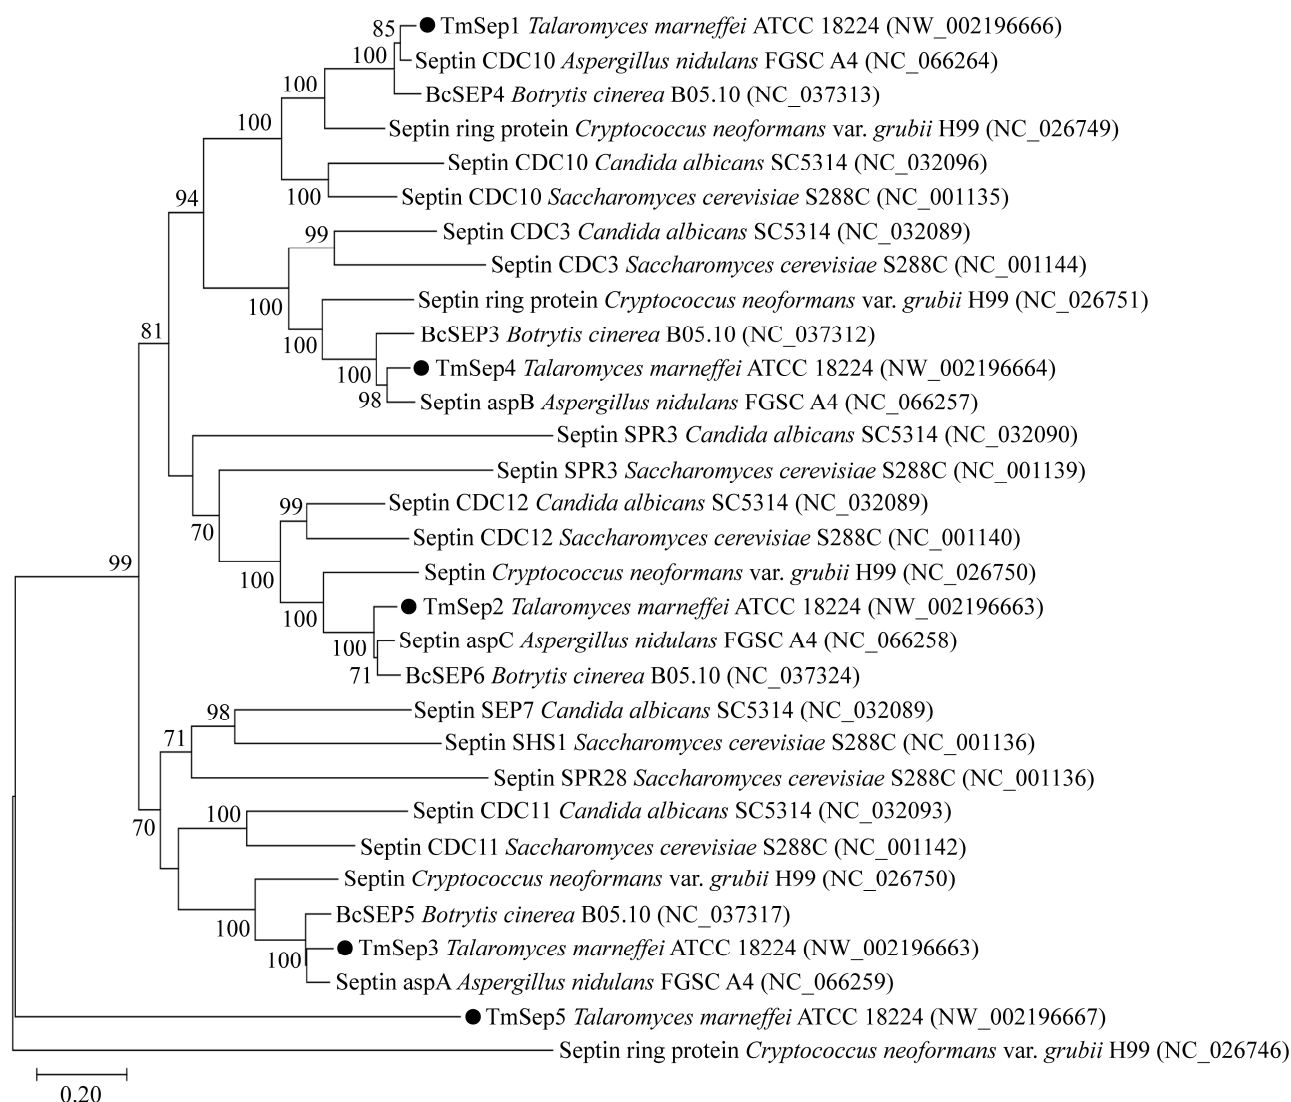 85
TmSep1 Talaromyces marneffei ATCC 18224 (NW_002196666)
100
Septin CDC10 Aspergillus nidulans FGSC A4 (NC_066264)
100
BcSEP4 Botrytis cinerea B05.10 (NC_037313)
100
Septin ring protein Cryptococcus neoformans var. grubii H99 (NC_026749)
Septin CDC10 Candida albicans SC5314 (NC_032096)
100
Septin CDC10 Saccharomyces cerevisiae S288C (NC_001135)
94
99
Septin CDC3 Candida albicans SC5314 (NC_032089)
Septin CDC3 Saccharomyces cerevisiae S288C (NC_001144)
100
Septin ring protein Cryptococcus neoformans var. grubii H99 (NC_026751)
81
100
BcSEP3 Botrytis cinerea B05.10 (NC_037312)
100
TmSep4 Talaromyces marneffei ATCC 18224 (NW_002196664)
98
Septin aspB Aspergillus nidulans FGSC A4 (NC_066257)
Septin SPR3 Candida albicans SC5314 (NC_032090)
Septin SPR3 Saccharomyces cerevisiae S288C (NC_001139)
99
Septin CDC12 Candida albicans SC5314 (NC_032089)
70
Septin CDC12 Saccharomyces cerevisiae S288C (NC_001140)
99
100
Septin Cryptococcus neoformans var. grubii H99 (NC_026750)
100
TmSep2 Talaromyces marneffei ATCC 18224 (NW_002196663)
100
Septin aspC Aspergillus nidulans FGSC A4 (NC_066258)
71
BcSEP6 Botrytis cinerea B05.10 (NC_037324)
98
Septin SEP7 Candida albicans SC5314 (NC_032089)
71
Septin SHS1 Saccharomyces cerevisiae S288C (NC_001136)
Septin SPR28 Saccharomyces cerevisiae S288C (NC_001136)
70
100
Septin CDC11 Candida albicans SC5314 (NC_032093)
Septin CDC11 Saccharomyces cerevisiae S288C (NC_001142)
Septin Cryptococcus neoformans var. grubii H99 (NC_026750)
100
BcSEP5 Botrytis cinerea B05.10 (NC_037317)
100
TmSep3 Talaromyces marneffei ATCC 18224 (NW_002196663)
Septin aspA Aspergillus nidulans FGSC A4 (NC_066259)
TmSep5 Talaromyces marneffei ATCC 18224 (NW_002196667)
Septin ring protein Cryptococcus neoformans var. grubii H99 (NC_026746)
0.20